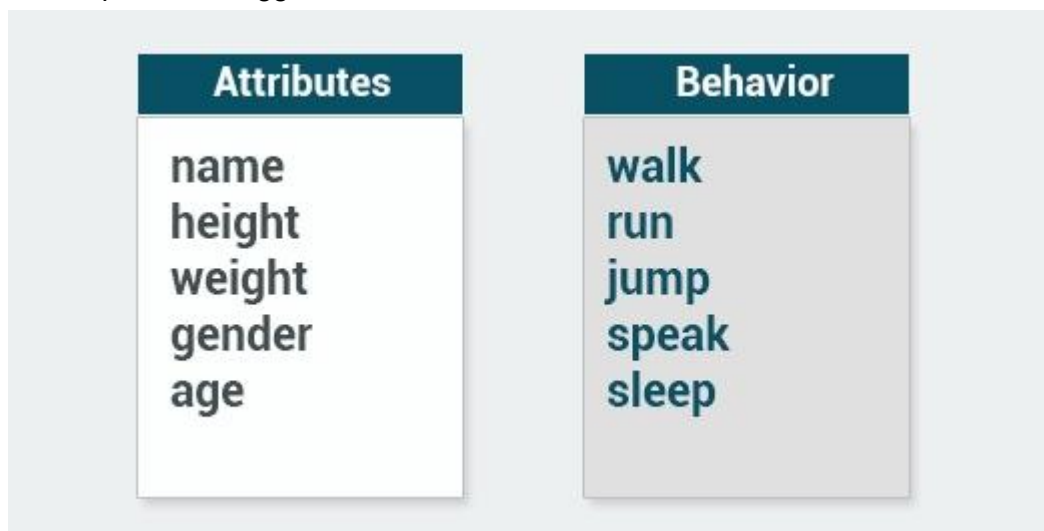 Attributes
name
height
weight
gender
age
Behavior
walk
run
jump
speak
sleep